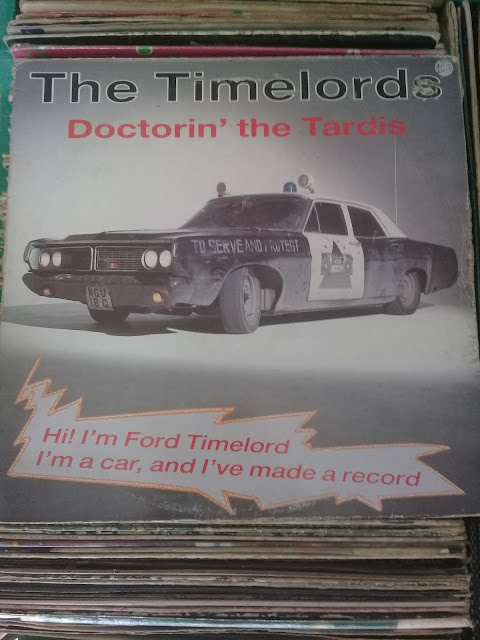 The Timelords
Doctorin' the Tardis
TO SERVE AND PROTECT
Hi! I'm Ford Timelord
I'm a car, and I've made a record